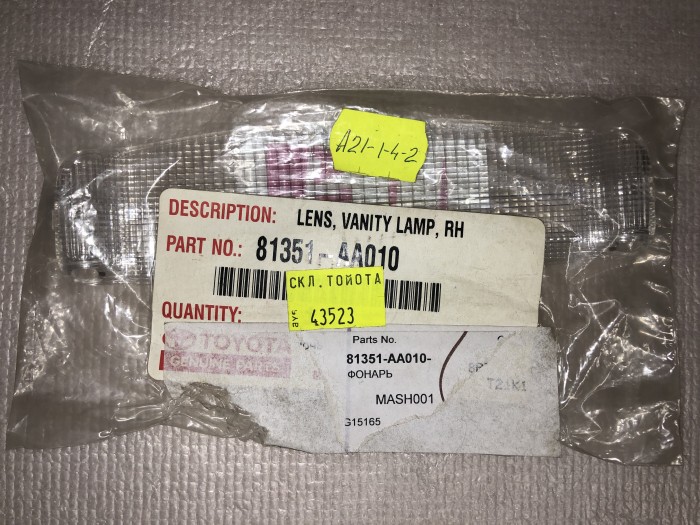 A21-1-4-2
DESCRIPTION: LENS, VANITY LAMP, RH
PART NO.: 81351-AA010
СКЛ. ТОЙОТА
43523
QUANTITY:
TOYOTA
GENUINE PARTS
Parts No.
81351-AA010-
ФОНАРЬ
MASH001
G15165
T21K1